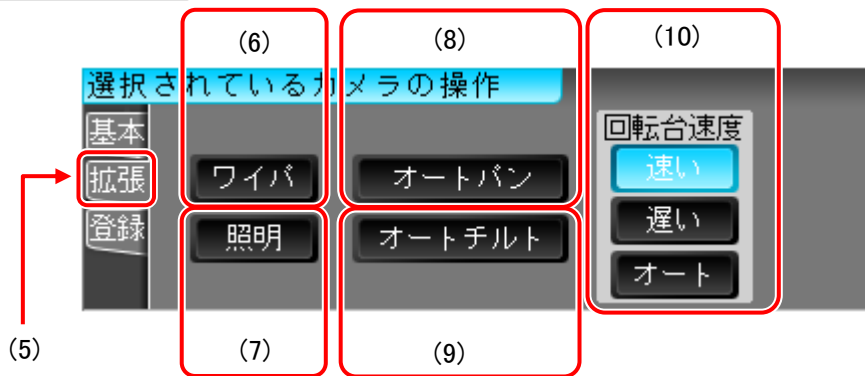 (6) (8) (10)
選択されているカメラの操作
基本
回転台速度
(5) 拡張 ワイパ オートパン 速い
登録 照明 オートチルト 遅い
オート
(7) (9)